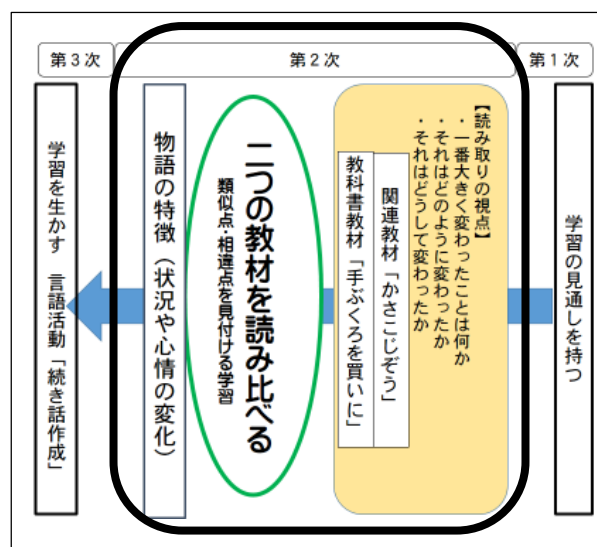 第1次
学習の見通しを持つ
第2次
【読み取りの視点】
・一番大きく変わったことは何か
・それはどのように変わったか
・それはどうして変わったか
関連教材「かさこじぞう」
教科書教材「手ぶくろを買いに」
二つの教材を読み比べる
類似点・相違点を見付ける学習
物語の特徴（状況や心情の変化）
第3次
学習を生かす　言語活動「続き話作成」